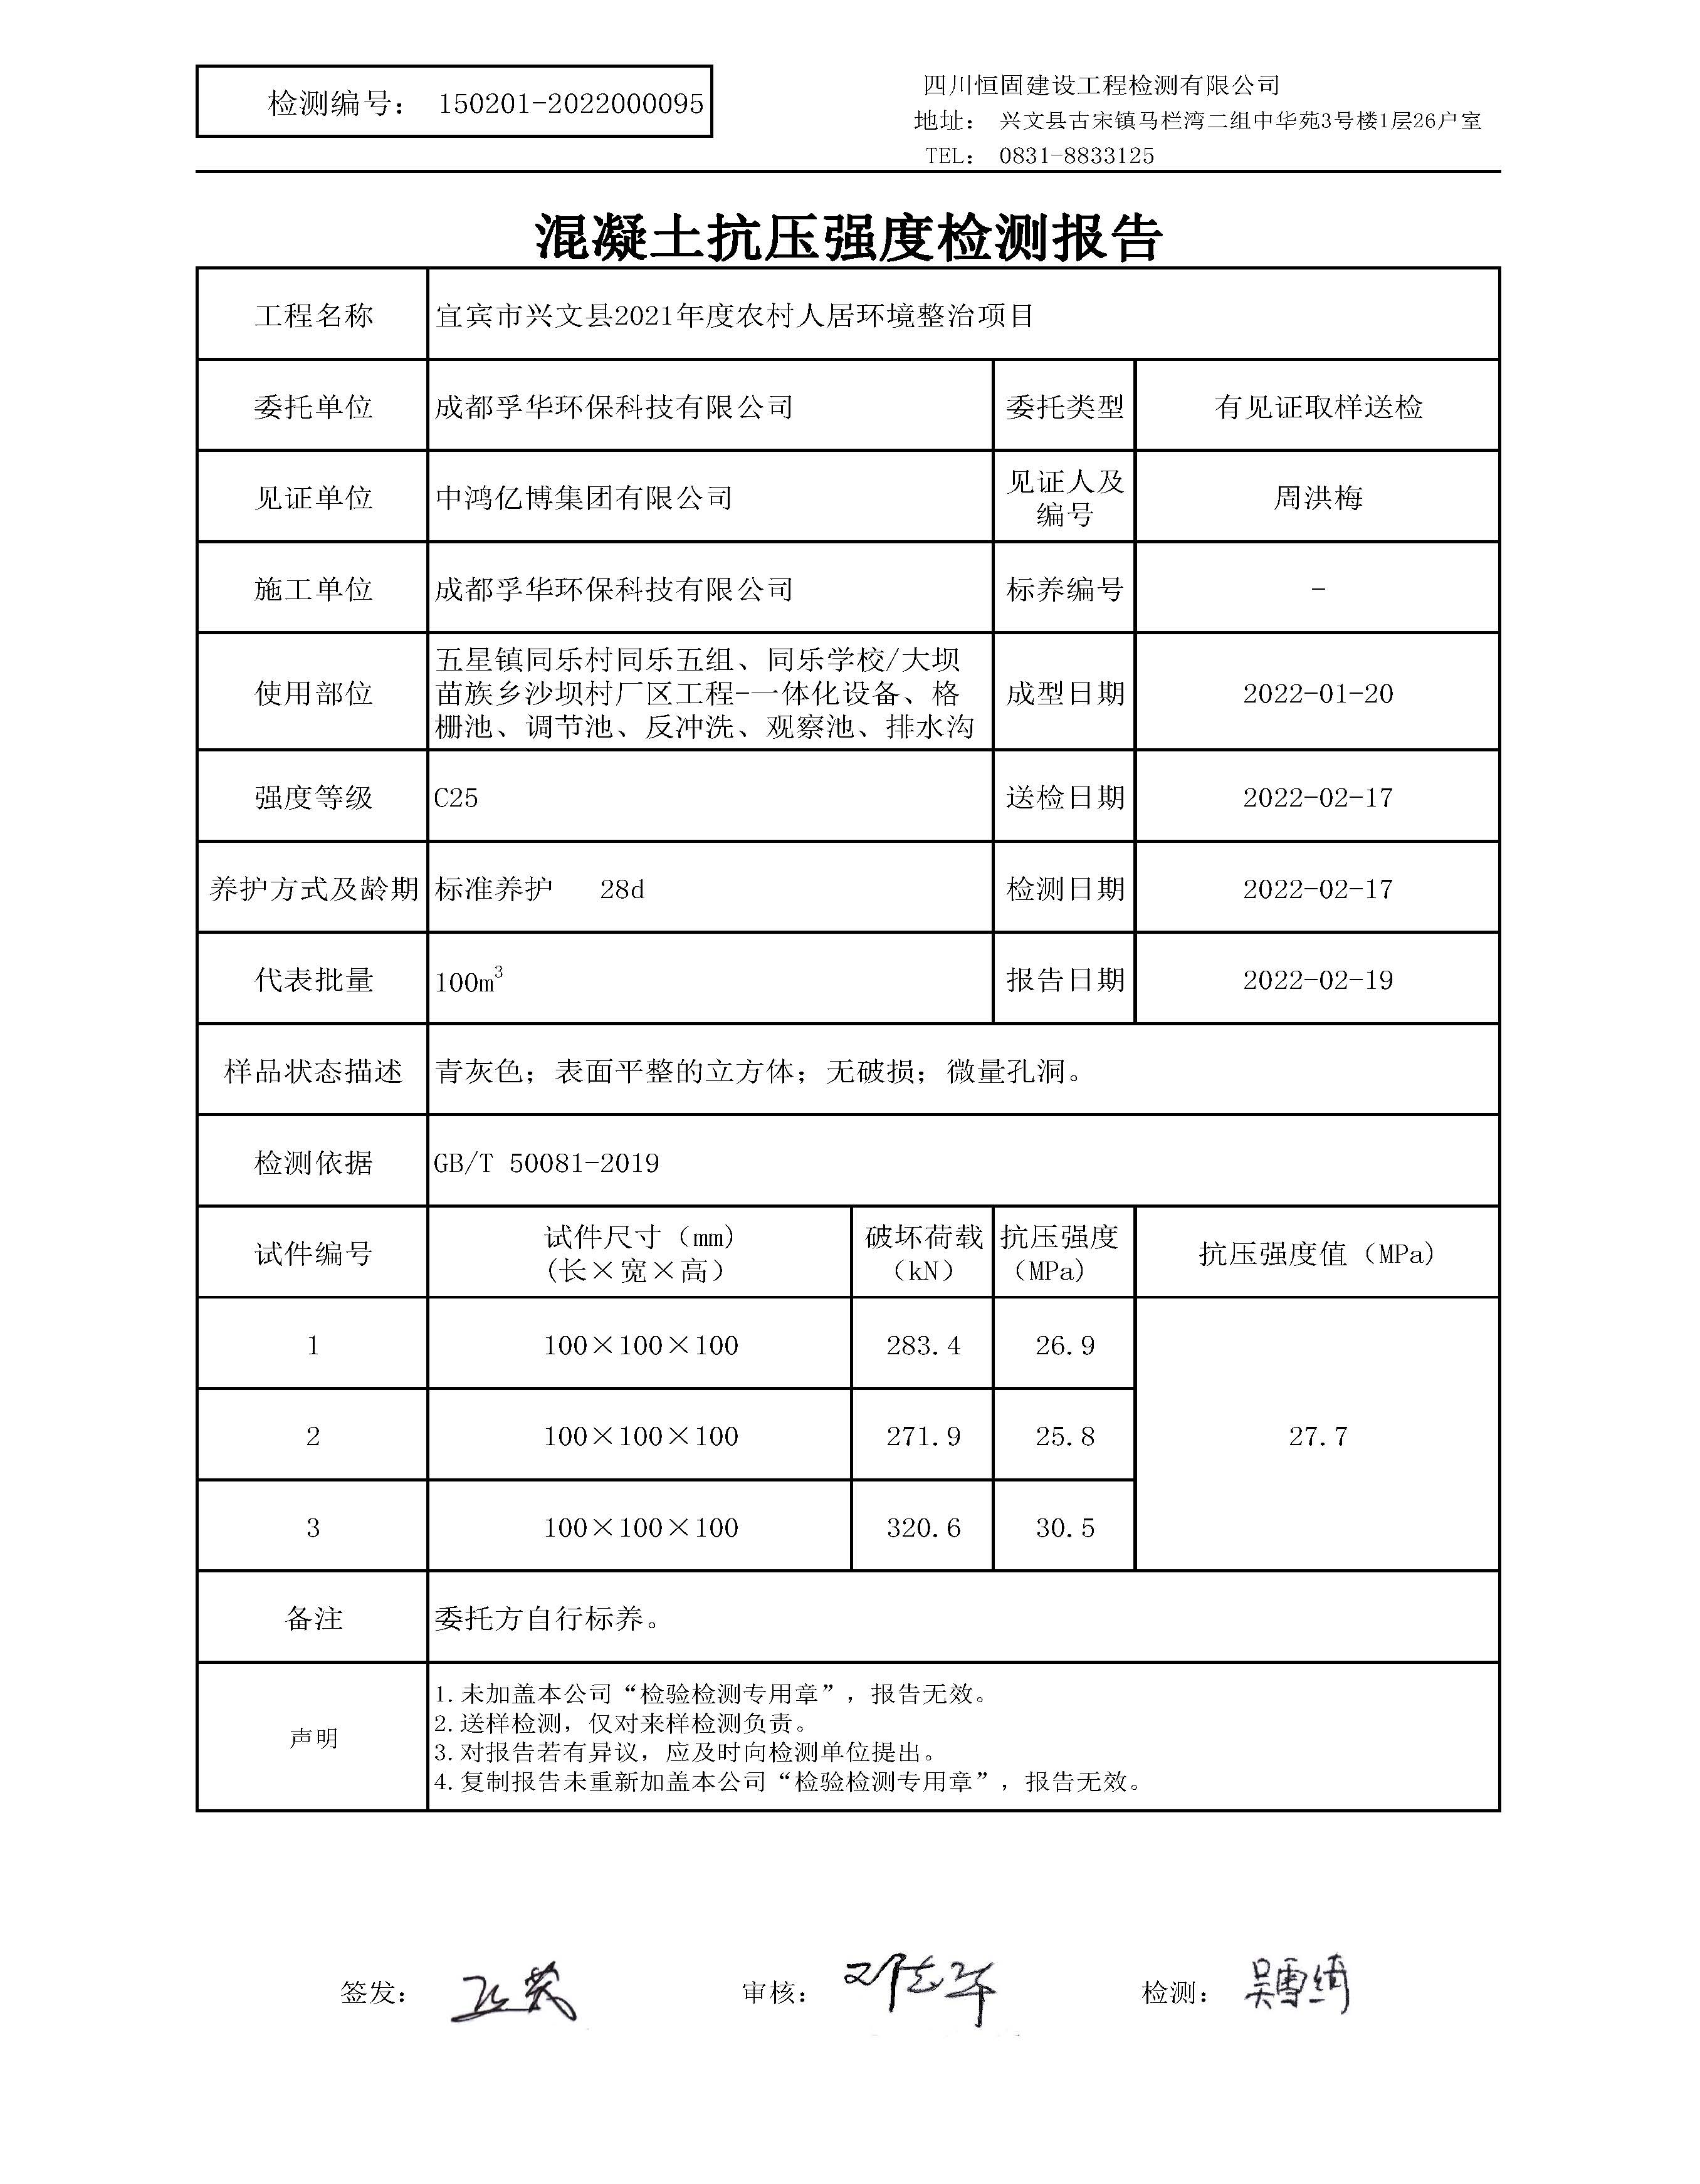 检测编号： 150201-2022000095
四川恒固建设工程检测有限公司
地址： 兴文县古宋镇马栏湾二组中华苑3号楼1层26户室
TEL： 0831-8833125
混凝土抗压强度检测报告
工程名称 宜宾市兴文县2021年度农村人居环境整治项目
委托单位 成都孚华环保科技有限公司 委托类型 有见证取样送检
见证单位 中鸿亿博集团有限公司 见证人及编号 周洪梅
施工单位 成都孚华环保科技有限公司 标养编号 -
使用部位
五星镇同乐村同乐五组、同乐学校/大坝
苗族乡沙坝村厂区工程-一体化设备、格
栅池、调节池、反冲洗、观察池、排水沟
成型日期 2022-01-20
强度等级 C25 送检日期 2022-02-17
养护方式及龄期 标准养护 28d 检测日期 2022-02-17
代表批量 100m³ 报告日期 2022-02-19
样品状态描述 青灰色；表面平整的立方体；无破损；微量孔洞。
检测依据 GB/T 50081-2019
试件编号 试件尺寸（mm）（长×宽×高） 破坏荷载（kN） 抗压强度（MPa） 抗压强度值（MPa）
1 100×100×100 283.4 26.9
2 100×100×100 271.9 25.8 27.7
3 100×100×100 320.6 30.5
备注 委托方自行标养。
声明
1.未加盖本公司“检验检测专用章”，报告无效。
2.送样检测，仅对来样检测负责。
3.对报告若有异议，应及时向检测单位提出。
4.复制报告未重新加盖本公司“检验检测专用章”，报告无效。
签发： 审核： 检测： 吴雪绮